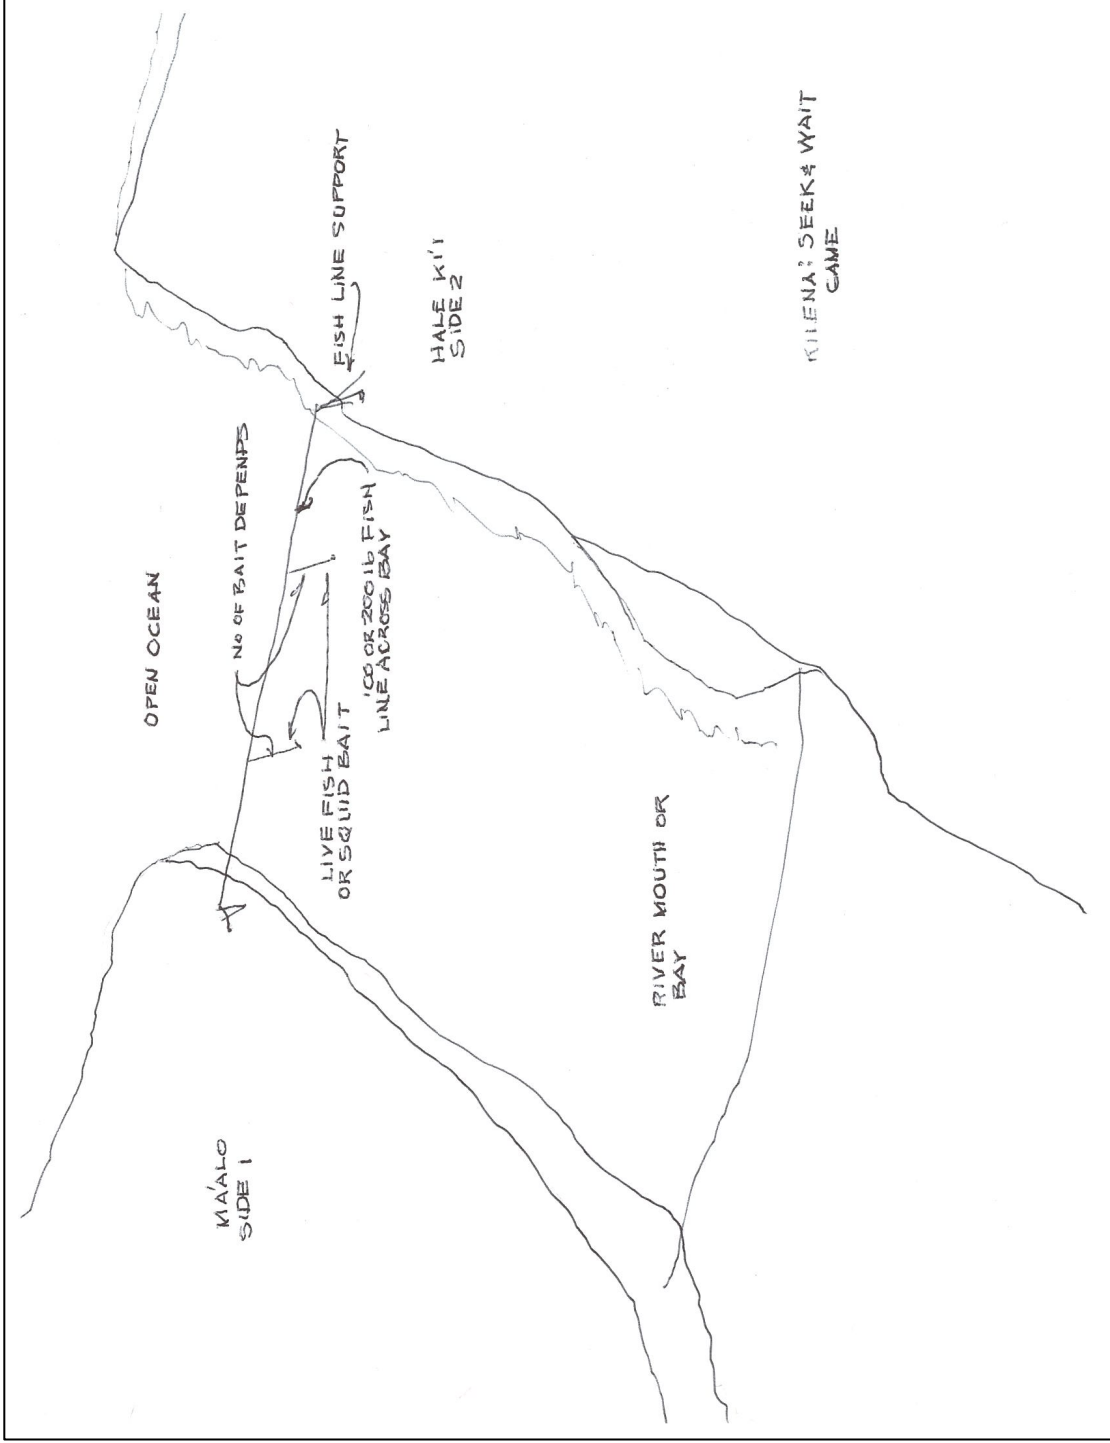 OPEN OCEAN
NO OF BAIT DEPENDS
FISH LINE SUPPORT
LIVE FISH
OR SQUID BAIT
100 OR 200 lb FISH
LINE ACROSS BAY
MA'ALO
SIDE 1
HALE KI'I
SIDE 2
RIVER MOUTH OR
BAY
KIIENA: SEEK & WAIT
GAME